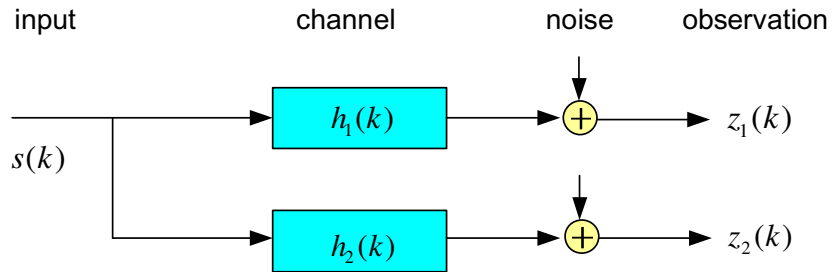 input channel noise observation
h₁(k) + z₁(k)
s(k)
h₂(k) + z₂(k)